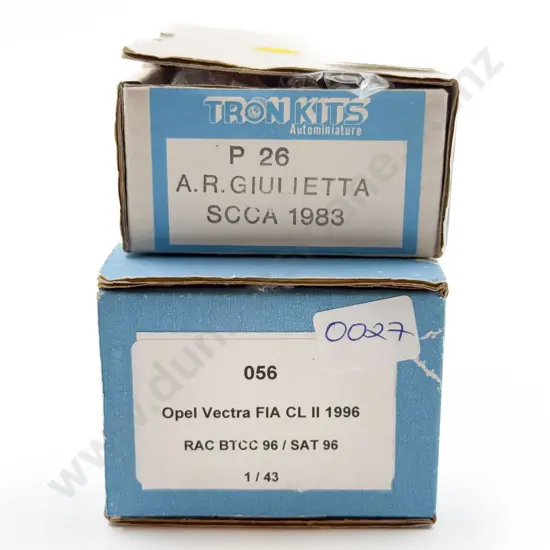 TRON KITS
Autominiature
P 26
A.R.GIULIETTA
SCCA 1983
0027
056
Opel Vectra FIA CL II 1996
RAC BTCC 96 / SAT 96
1 / 43